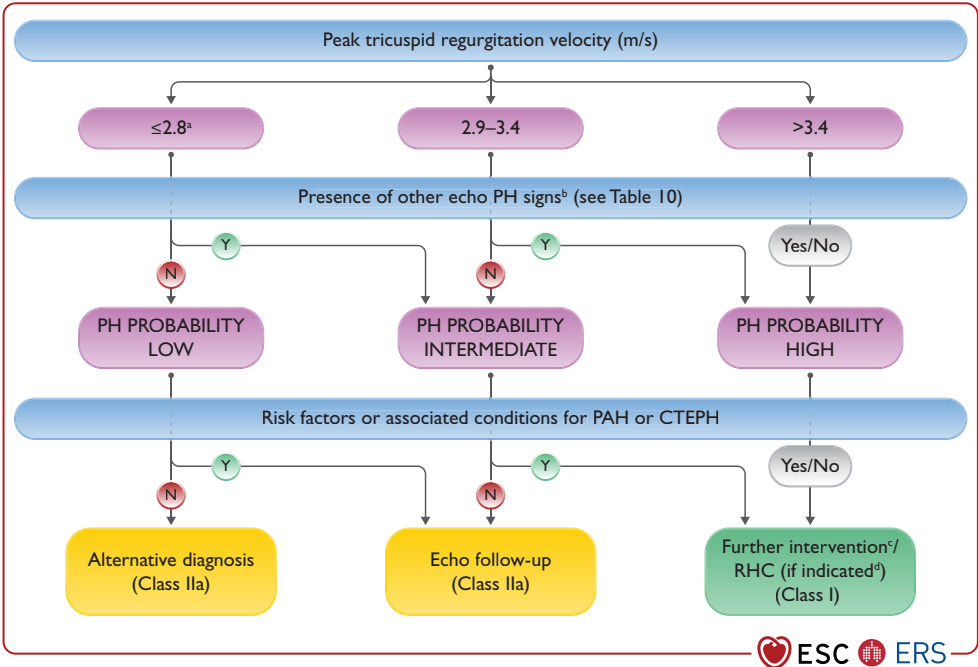 Peak tricuspid regurgitation velocity (m/s)
≤2.8ᵃ
2.9–3.4
>3.4
Presence of other echo PH signsᵇ (see Table 10)
Y
Y
Yes/No
N
N
PH PROBABILITY
LOW
PH PROBABILITY
INTERMEDIATE
PH PROBABILITY
HIGH
Risk factors or associated conditions for PAH or CTEPH
Y
Y
Yes/No
N
N
Alternative diagnosis
(Class IIa)
Echo follow-up
(Class IIa)
Further interventionᶜ/
RHC (if indicatedᵈ)
(Class I)
ESC ERS